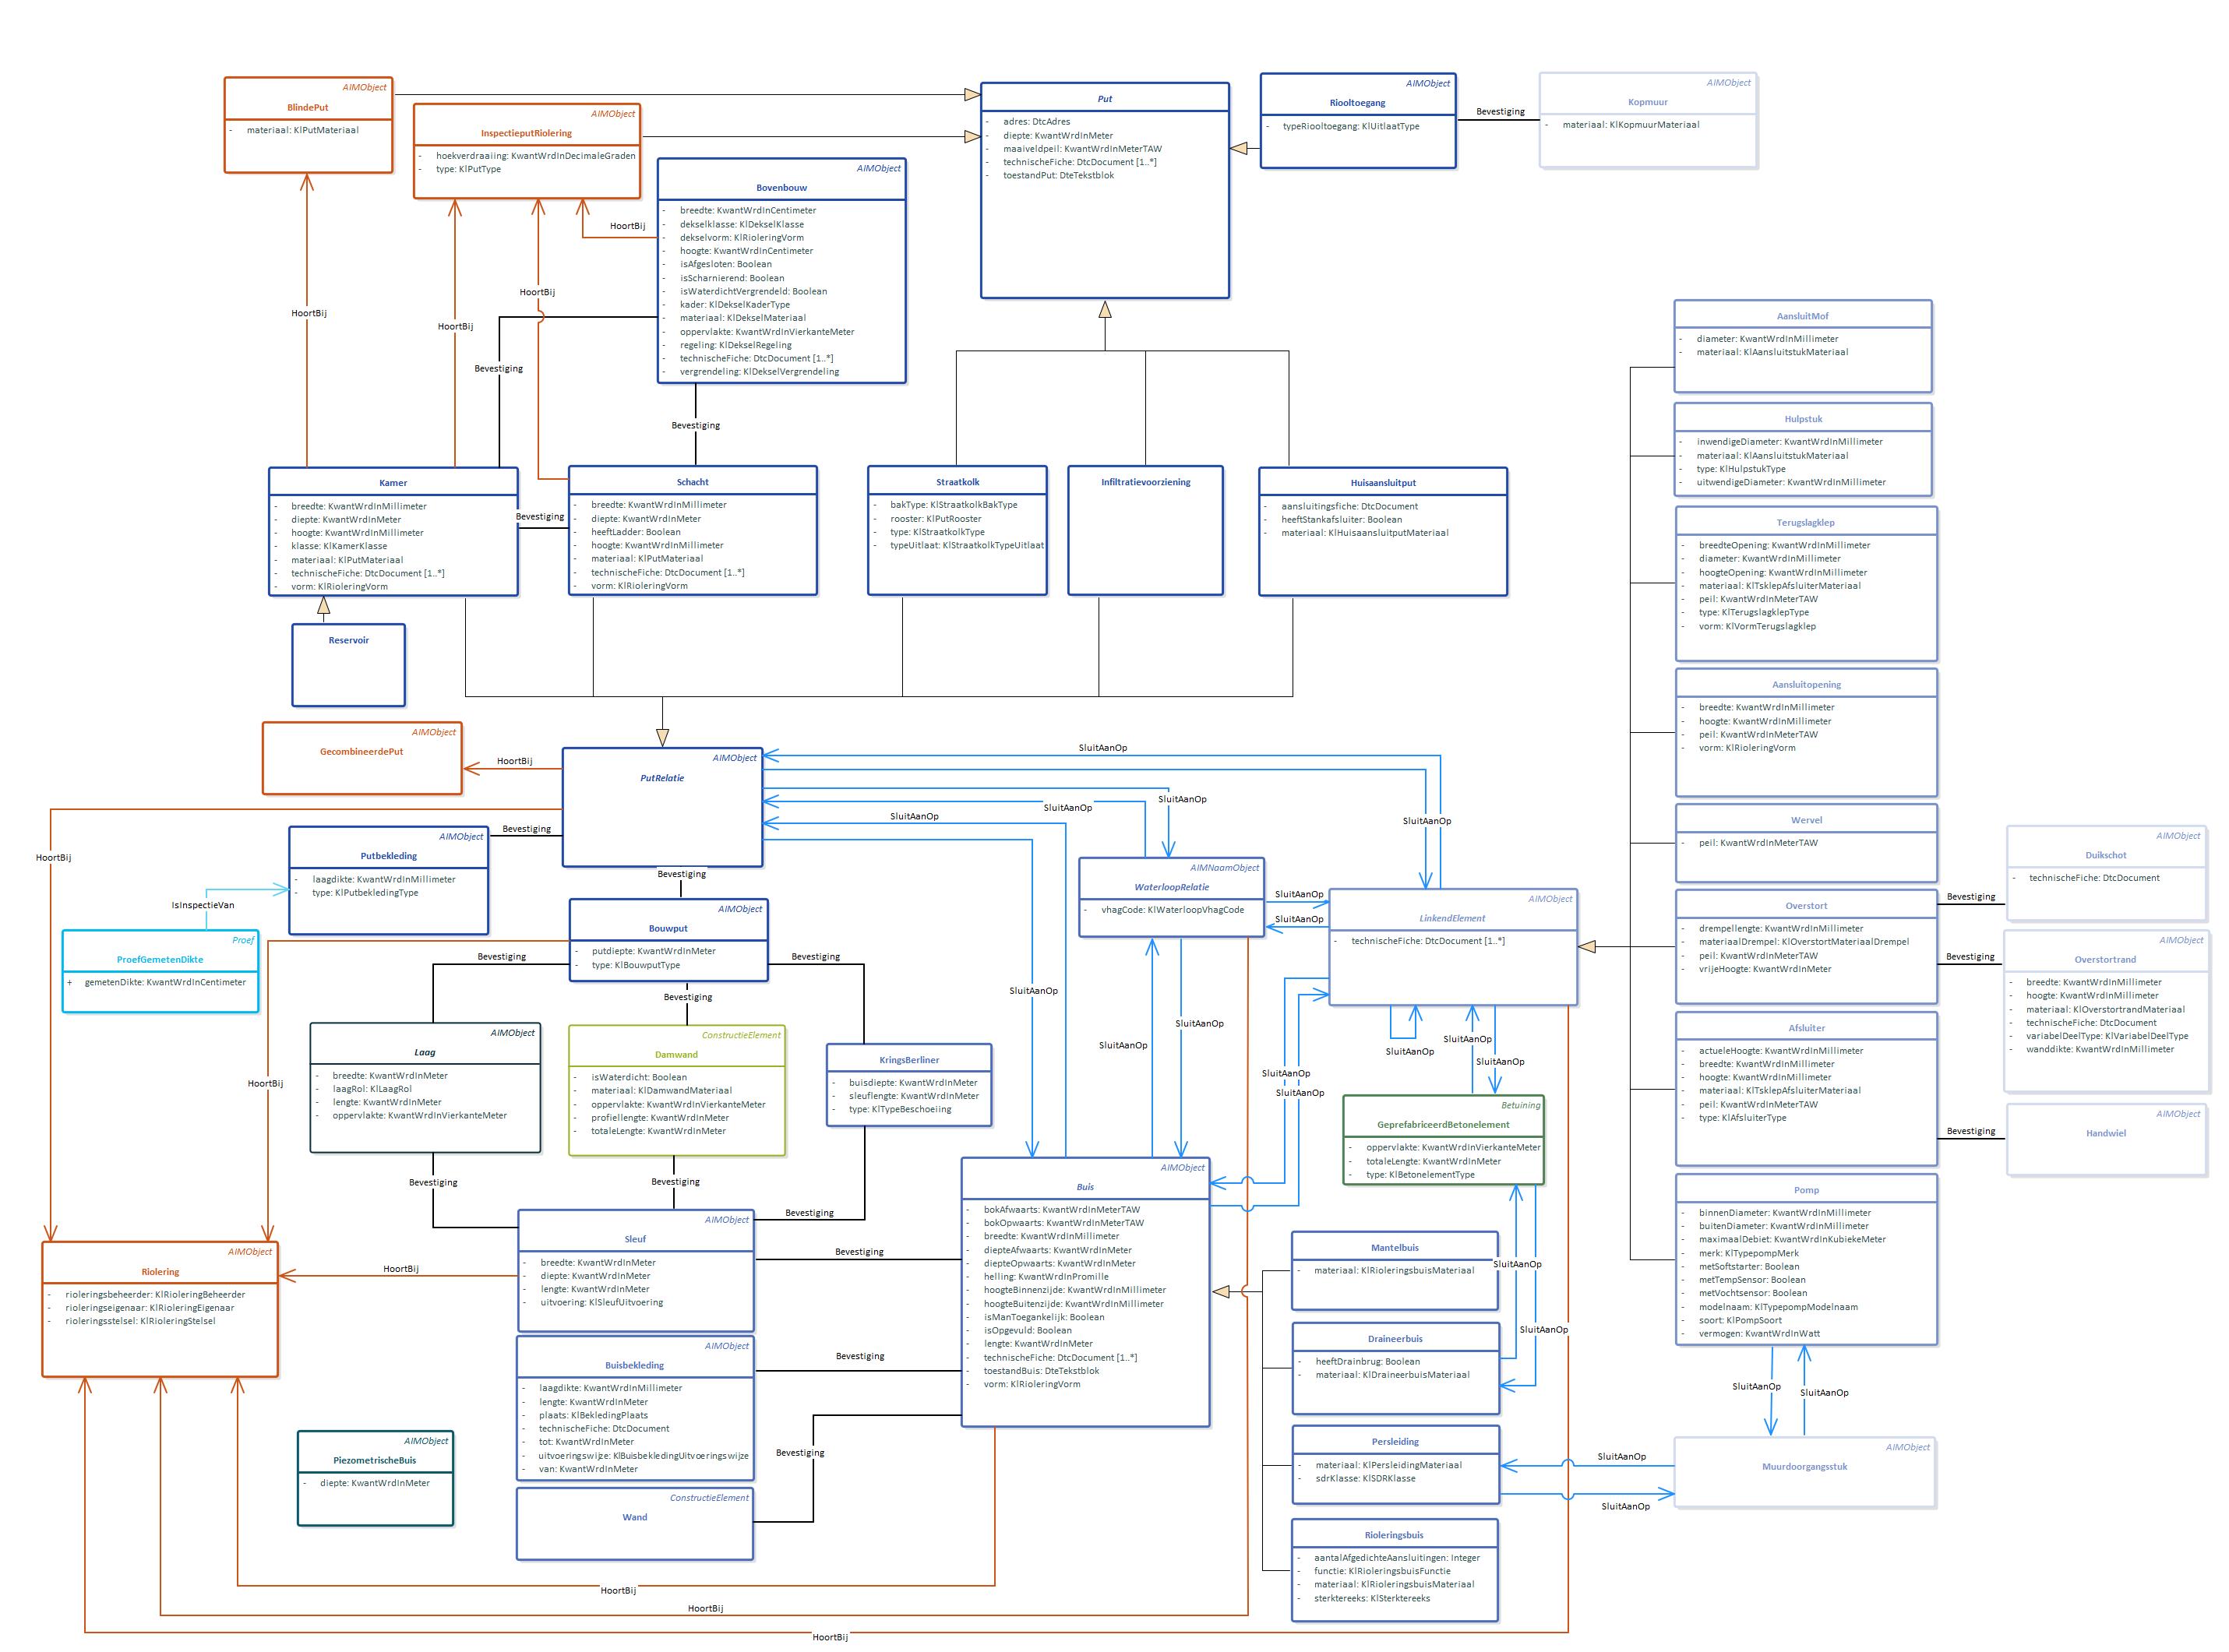 AIMObject
BlindePut
- materiaal: KlPutMateriaal
AIMObject
InspectieputRiolering
- hoekverdraaiing: KwantWrdInDecimaleGraden
- type: KlPutType
AIMObject
Bovenbouw
- breedte: KwantWrdInCentimeter
- dekselklasse: KlDekselKlasse
- dekselvorm: KlRioleringVorm
- hoogte: KwantWrdInCentimeter
- isAfgesloten: Boolean
- isScharnierend: Boolean
- isWaterdichtVergrendeld: Boolean
- kader: KlDekselKaderType
- materiaal: KlDekselMateriaal
- oppervlakte: KwantWrdInVierkanteMeter
- regeling: KlDekselRegeling
- technischeFiche: DtcDocument [1..*]
- vergrendeling: KlDekselVergrendeling
Put
- adres: DtcAdres
- diepte: KwantWrdInMeter
- maaiveldpeil: KwantWrdInMeterTAW
- technischeFiche: DtcDocument [1..*]
- toestandPut: DteTekstblok
AIMObject
Riooltoegang
- typeRiooltoegang: KlUitlaatType
Bevestiging
AIMObject
Kopmuur
- materiaal: KlKopmuurMateriaal
HoortBij
HoortBij
HoortBij
HoortBij
Bevestiging
Bevestiging
Kamer
- breedte: KwantWrdInMillimeter
- diepte: KwantWrdInMeter
- hoogte: KwantWrdInMillimeter
- klasse: KlKamerKlasse
- materiaal: KlPutMateriaal
- technischeFiche: DtcDocument [1..*]
- vorm: KlRioleringVorm
Bevestiging
Schacht
- breedte: KwantWrdInMillimeter
- diepte: KwantWrdInMeter
- heeftLadder: Boolean
- hoogte: KwantWrdInMillimeter
- materiaal: KlPutMateriaal
- technischeFiche: DtcDocument [1..*]
- vorm: KlRioleringVorm
Straatkolk
- bakType: KlStraatkolkBakType
- rooster: KlPutRooster
- type: KlStraatkolkType
- typeUitlaat: KlStraatkolkTypeUitlaat
Infiltratievoorziening
Huisaansluitput
- aansluitingsfiche: DtcDocument
- heeftStankafsluiter: Boolean
- materiaal: KlHuisaansluitputMateriaal
Reservoir
AansluitMof
- diameter: KwantWrdInMillimeter
- materiaal: KlAansluitstukMateriaal
Hulpstuk
- inwendigeDiameter: KwantWrdInMillimeter
- materiaal: KlAansluitstukMateriaal
- type: KlHulpstukType
- uitwendigeDiameter: KwantWrdInMillimeter
Terugslagklep
- breedteOpening: KwantWrdInMillimeter
- diameter: KwantWrdInMillimeter
- hoogteOpening: KwantWrdInMillimeter
- materiaal: KlTsklepAfsluiterMateriaal
- peil: KwantWrdInMeterTAW
- type: KlTerugslagklepType
- vorm: KlVormTerugslagklep
Aansluitopening
- breedte: KwantWrdInMillimeter
- hoogte: KwantWrdInMillimeter
- peil: KwantWrdInMeterTAW
- vorm: KlRioleringVorm
Wervel
- peil: KwantWrdInMeterTAW
Overstort
- drempellengte: KwantWrdInMillimeter
- materiaalDrempel: KlOverstortMateriaalDrempel
- peil: KwantWrdInMeterTAW
- vrijeHoogte: KwantWrdInMeter
Afsluiter
- actueleHoogte: KwantWrdInMillimeter
- breedte: KwantWrdInMillimeter
- hoogte: KwantWrdInMillimeter
- materiaal: KlTsklepAfsluiterMateriaal
- peil: KwantWrdInMeterTAW
- type: KlAfsluiterType
Pomp
- binnenDiameter: KwantWrdInMillimeter
- buitenDiameter: KwantWrdInMillimeter
- maximaalDebiet: KwantWrdInKubiekeMeter
- merk: KlTypepompMerk
- metSoftstarter: Boolean
- metTempSensor: Boolean
- metVochtsensor: Boolean
- modelnaam: KlTypepompModelnaam
- soort: KlPompSoort
- vermogen: KwantWrdInWatt
Bevestiging
AIMObject
Duikschot
- technischeFiche: DtcDocument
Bevestiging
AIMObject
Overstortrand
- breedte: KwantWrdInMillimeter
- hoogte: KwantWrdInMillimeter
- materiaal: KlOverstortrandMateriaal
- technischeFiche: DtcDocument
- variabelDeelType: KlVariabelDeelType
- wanddikte: KwantWrdInMillimeter
Bevestiging
AIMObject
Handwiel
SluitAanOp
SluitAanOp
AIMObject
Muurdoorgangsstuk
SluitAanOp
SluitAanOp
AIMObject
GecombineerdePut
HoortBij
AIMObject
PutRelatie
SluitAanOp
SluitAanOp
SluitAanOp
SluitAanOp
SluitAanOp
HoortBij
AIMObject
Putbekleding
- laagdikte: KwantWrdInMillimeter
- type: KlPutbekledingType
Bevestiging
Bevestiging
IsInspectieVan
Proef
ProefGemetenDikte
+ gemetenDikte: KwantWrdInCentimeter
AIMObject
Bouwput
- putdiepte: KwantWrdInMeter
- type: KlBouwputType
Bevestiging
Bevestiging
Bevestiging
HoortBij
AIMNaamObject
WaterloopRelatie
- vhagCode: KlWaterloopVhagCode
SluitAanOp
SluitAanOp
AIMObject
LinkendElement
- technischeFiche: DtcDocument [1..*]
SluitAanOp
SluitAanOp
SluitAanOp
SluitAanOp
SluitAanOp
SluitAanOp
SluitAanOp
SluitAanOp
AIMObject
Laag
- breedte: KwantWrdInMeter
- laagRol: KlLaagRol
- lengte: KwantWrdInMeter
- oppervlakte: KwantWrdInVierkanteMeter
ConstructieElement
Damwand
- isWaterdicht: Boolean
- materiaal: KlDamwandMateriaal
- oppervlakte: KwantWrdInVierkanteMeter
- profiellengte: KwantWrdInMeter
- totaleLengte: KwantWrdInMeter
KringsBerliner
- buisdiepte: KwantWrdInMeter
- sleuflengte: KwantWrdInMeter
- type: KlTypeBeschoeiing
Betuining
GeprefabriceerdBetonelement
- oppervlakte: KwantWrdInVierkanteMeter
- totaleLengte: KwantWrdInMeter
- type: KlBetonelementType
Bevestiging
Bevestiging
Bevestiging
AIMObject
Sleuf
- breedte: KwantWrdInMeter
- diepte: KwantWrdInMeter
- lengte: KwantWrdInMeter
- uitvoering: KlSleufUitvoering
Bevestiging
AIMObject
Buis
- bokAfwaarts: KwantWrdInMeterTAW
- bokOpwaarts: KwantWrdInMeterTAW
- breedte: KwantWrdInMillimeter
- diepteAfwaarts: KwantWrdInMeter
- diepteOpwaarts: KwantWrdInMeter
- helling: KwantWrdInPromille
- hoogteBinnenzijde: KwantWrdInMillimeter
- hoogteBuitenzijde: KwantWrdInMillimeter
- isManToegankelijk: Boolean
- isOpgevuld: Boolean
- lengte: KwantWrdInMeter
- technischeFiche: DtcDocument [1..*]
- toestandBuis: DteTekstblok
- vorm: KlRioleringVorm
AIMObject
Riolering
- rioleringsbeheerder: KlRioleringBeheerder
- rioleringseigenaar: KlRioleringEigenaar
- rioleringsstelsel: KlRioleringStelsel
HoortBij
AIMObject
Buisbekleding
- laagdikte: KwantWrdInMillimeter
- lengte: KwantWrdInMeter
- plaats: KlBekledingPlaats
- technischeFiche: DtcDocument
- tot: KwantWrdInMeter
- uitvoeringswijze: KlBuisbekledingUitvoeringswijze
- van: KwantWrdInMeter
Bevestiging
Bevestiging
ConstructieElement
Wand
AIMObject
PiezometrischeBuis
- diepte: KwantWrdInMeter
Mantelbuis
- materiaal: KlRioleringsbuisMateriaal
SluitAanOp
SluitAanOp
Draineerbuis
- heeftDrainbrug: Boolean
- materiaal: KlDraineerbuisMateriaal
Persleiding
- materiaal: KlPersleidingMateriaal
- sdrKlasse: KlSDRKlasse
Rioleringsbuis
- aantalAfgedichteAansluitingen: Integer
- functie: KlRioleringsbuisFunctie
- materiaal: KlRioleringsbuisMateriaal
- sterktereeks: KlSterktereeks
HoortBij
HoortBij
HoortBij